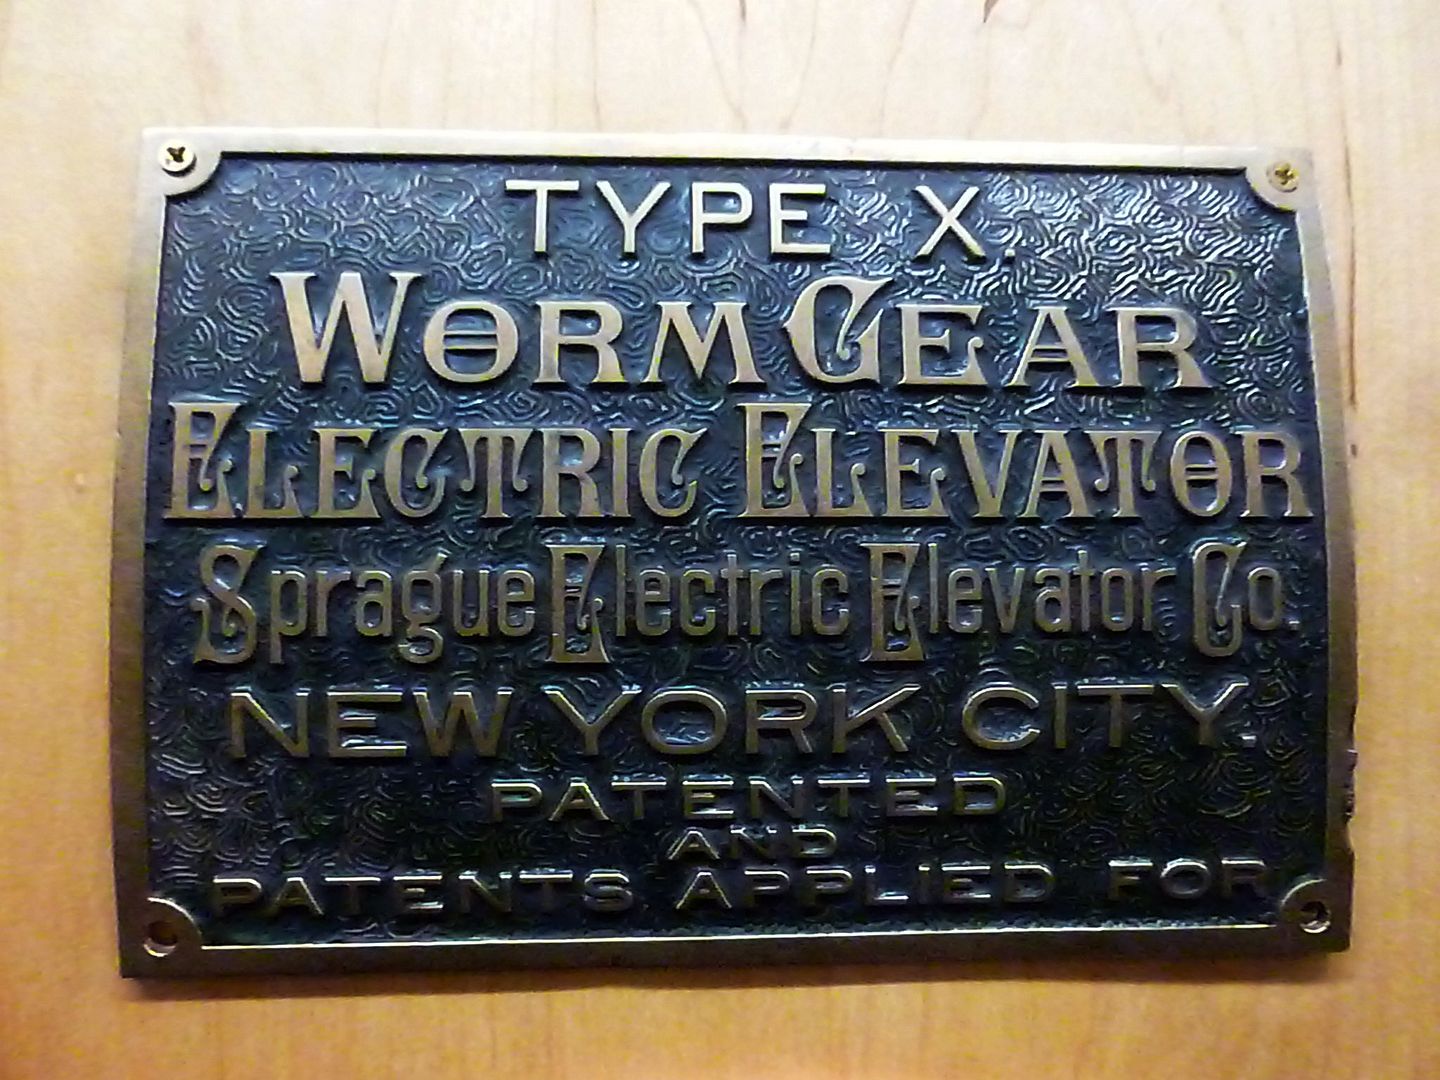 TYPE X.
WORM GEAR
ELECTRIC ELEVATOR
Sprague Electric Elevator Co.
NEW YORK CITY.
PATENTED
AND
PATENTS APPLIED FOR